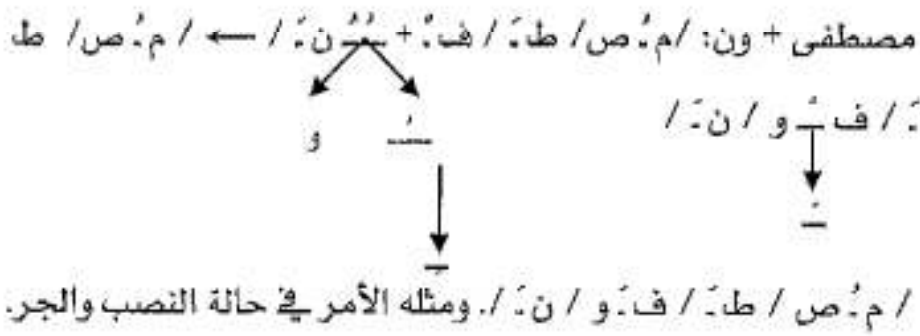 مصطفى + ون: /م ـُ ص/ ط ـَ / ف ـًـ + ـُـُـ ن ـَ / ← / م ـُ ص/ ط
ـَ / ف ـَـ و / ن ـَ /
ـُـ و
ـَـ
ـَـ
/ م ـُ ص / ط ـَ / ف ـَ و / ن ـَ /. ومثله الأمر في حالة النصب والجر.